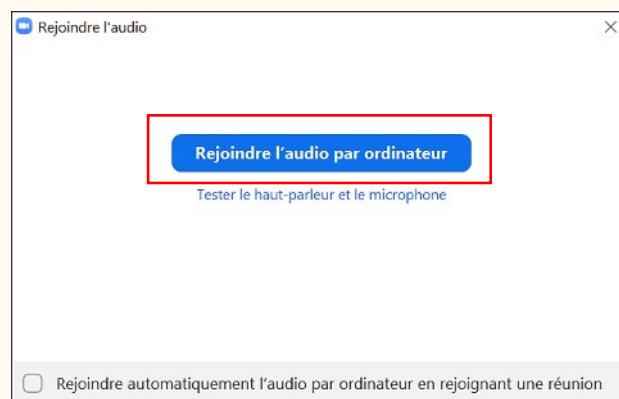 Rejoindre l'audio
Rejoindre l’audio par ordinateur
Tester le haut-parleur et le microphone
Rejoindre automatiquement l’audio par ordinateur en rejoignant une réunion